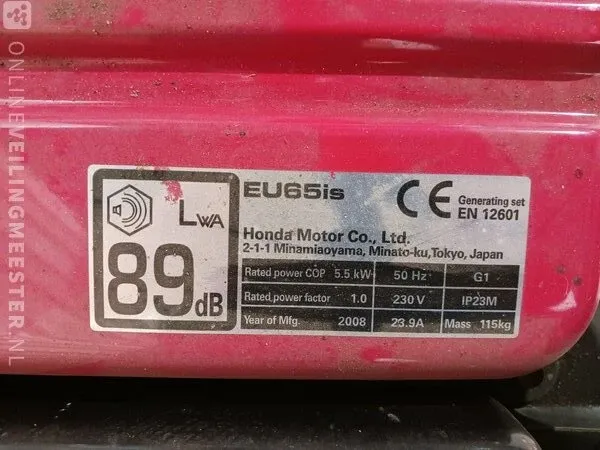 ONLINEVEILINGMEESTER.NL
EU65is
CE
Generating set
EN 12601
LWA
89dB
Honda Motor Co., Ltd.
2-1-1 Minamiaoyama, Minato-ku, Tokyo, Japan
Rated power COP 5.5 kW 50 Hz G1
Rated power factor 1.0 230 V IP23M
Year of Mfg. 2008 23.9A Mass 115kg